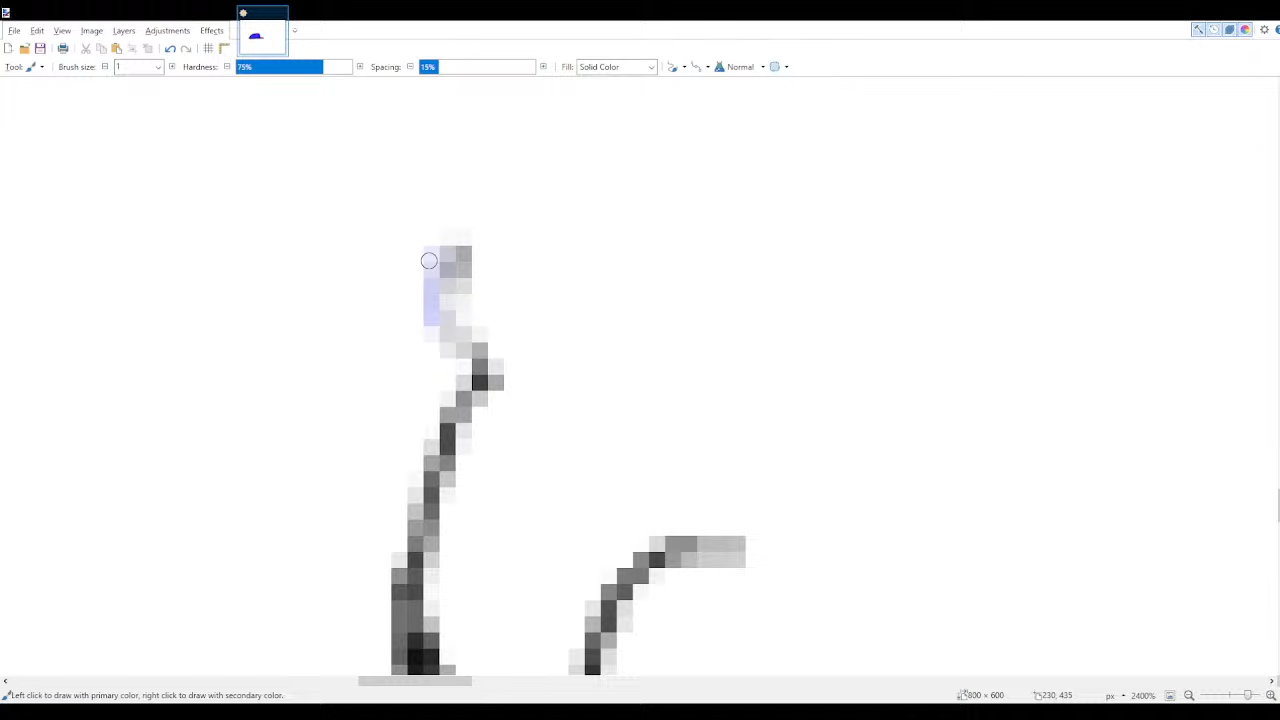 File Edit View Image Layers Adjustments Effects
Tool: Brush size: 1 Hardness: 75% Spacing: 15% Fill: Solid Color Normal
Left click to draw with primary color, right click to draw with secondary color. 800 × 600 230, 435 px 2400%